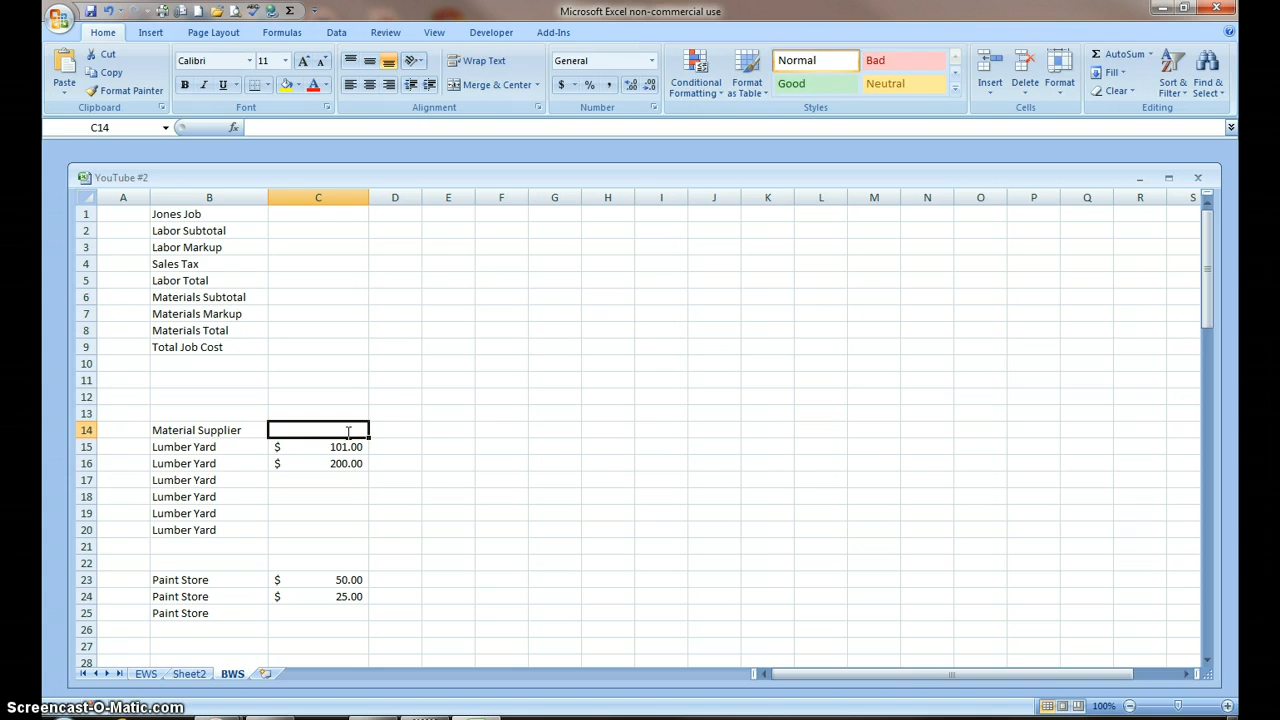 Microsoft Excel non-commercial use
Home Insert Page Layout Formulas Data Review View Developer Add-Ins
Paste Cut Copy Format Painter Clipboard
Calibri 11 B I U A A A Font
Wrap Text Merge & Center Alignment
General $ % , .0 .00 .00 .0 Number
Conditional Formatting Format as Table Normal Bad Good Neutral Styles
Insert Delete Format Cells
Σ AutoSum Fill Clear Sort & Filter Find & Select Editing
C14 fx
YouTube #2
A B C D E F G H I J K L M N O P Q R S
1 Jones Job
2 Labor Subtotal
3 Labor Markup
4 Sales Tax
5 Labor Total
6 Materials Subtotal
7 Materials Markup
8 Materials Total
9 Total Job Cost
10
11
12
13
14 Material Supplier
15 Lumber Yard $ 101.00
16 Lumber Yard $ 200.00
17 Lumber Yard
18 Lumber Yard
19 Lumber Yard
20 Lumber Yard
21
22
23 Paint Store $ 50.00
24 Paint Store $ 25.00
25 Paint Store
26
27
28
EWS Sheet2 BWS
Screencast-O-Matic.com 100%